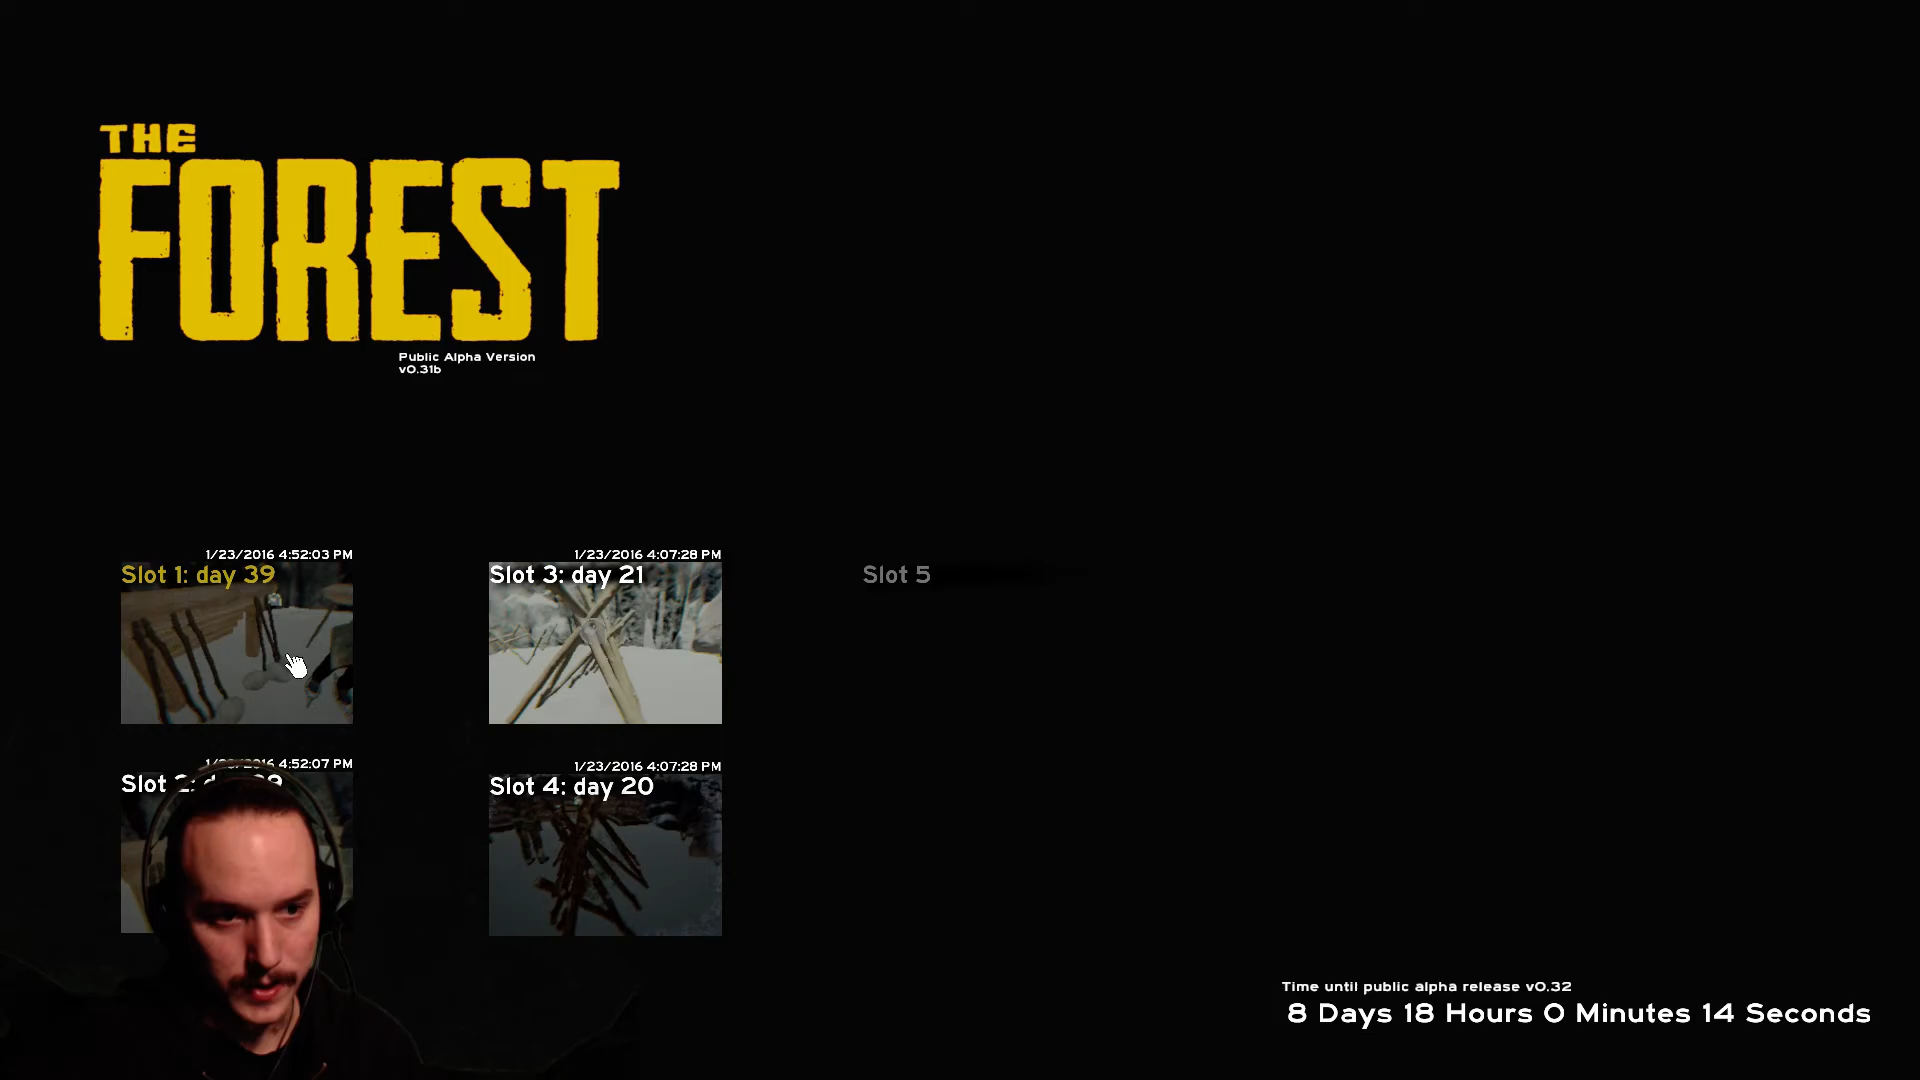 THE
FOREST
Public Alpha Version
v0.31b
1/23/2016 4:52:03 PM
Slot 1: day 39
1/23/2016 4:07:28 PM
Slot 3: day 21
Slot 5
4:52:07 PM
Slot
1/23/2016 4:07:28 PM
Slot 4: day 20
Time until public alpha release v0.32
8 Days 18 Hours 0 Minutes 14 Seconds